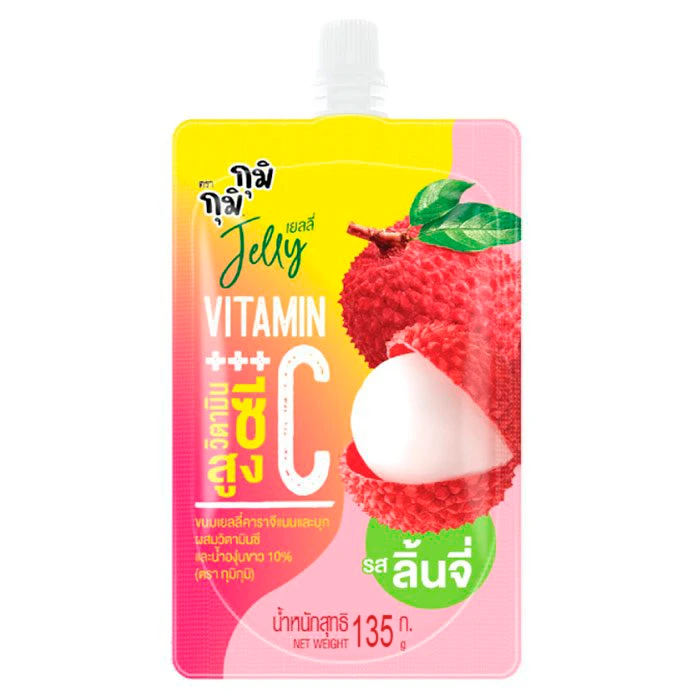 ตรา
กุมิ
กุมิ
เยลลี่
Jelly
VITAMIN
+++
C
วิตามิน
ซี
สูง
ขนมเยลลี่คาราจีแนนและบุก
ผสมวิตามินซี
และน้ำองุ่นขาว 10%
(ตรา กุมิกุมิ)
รส
ลิ้นจี่
น้ำหนักสุทธิ 135 ก.
NET WEIGHT g